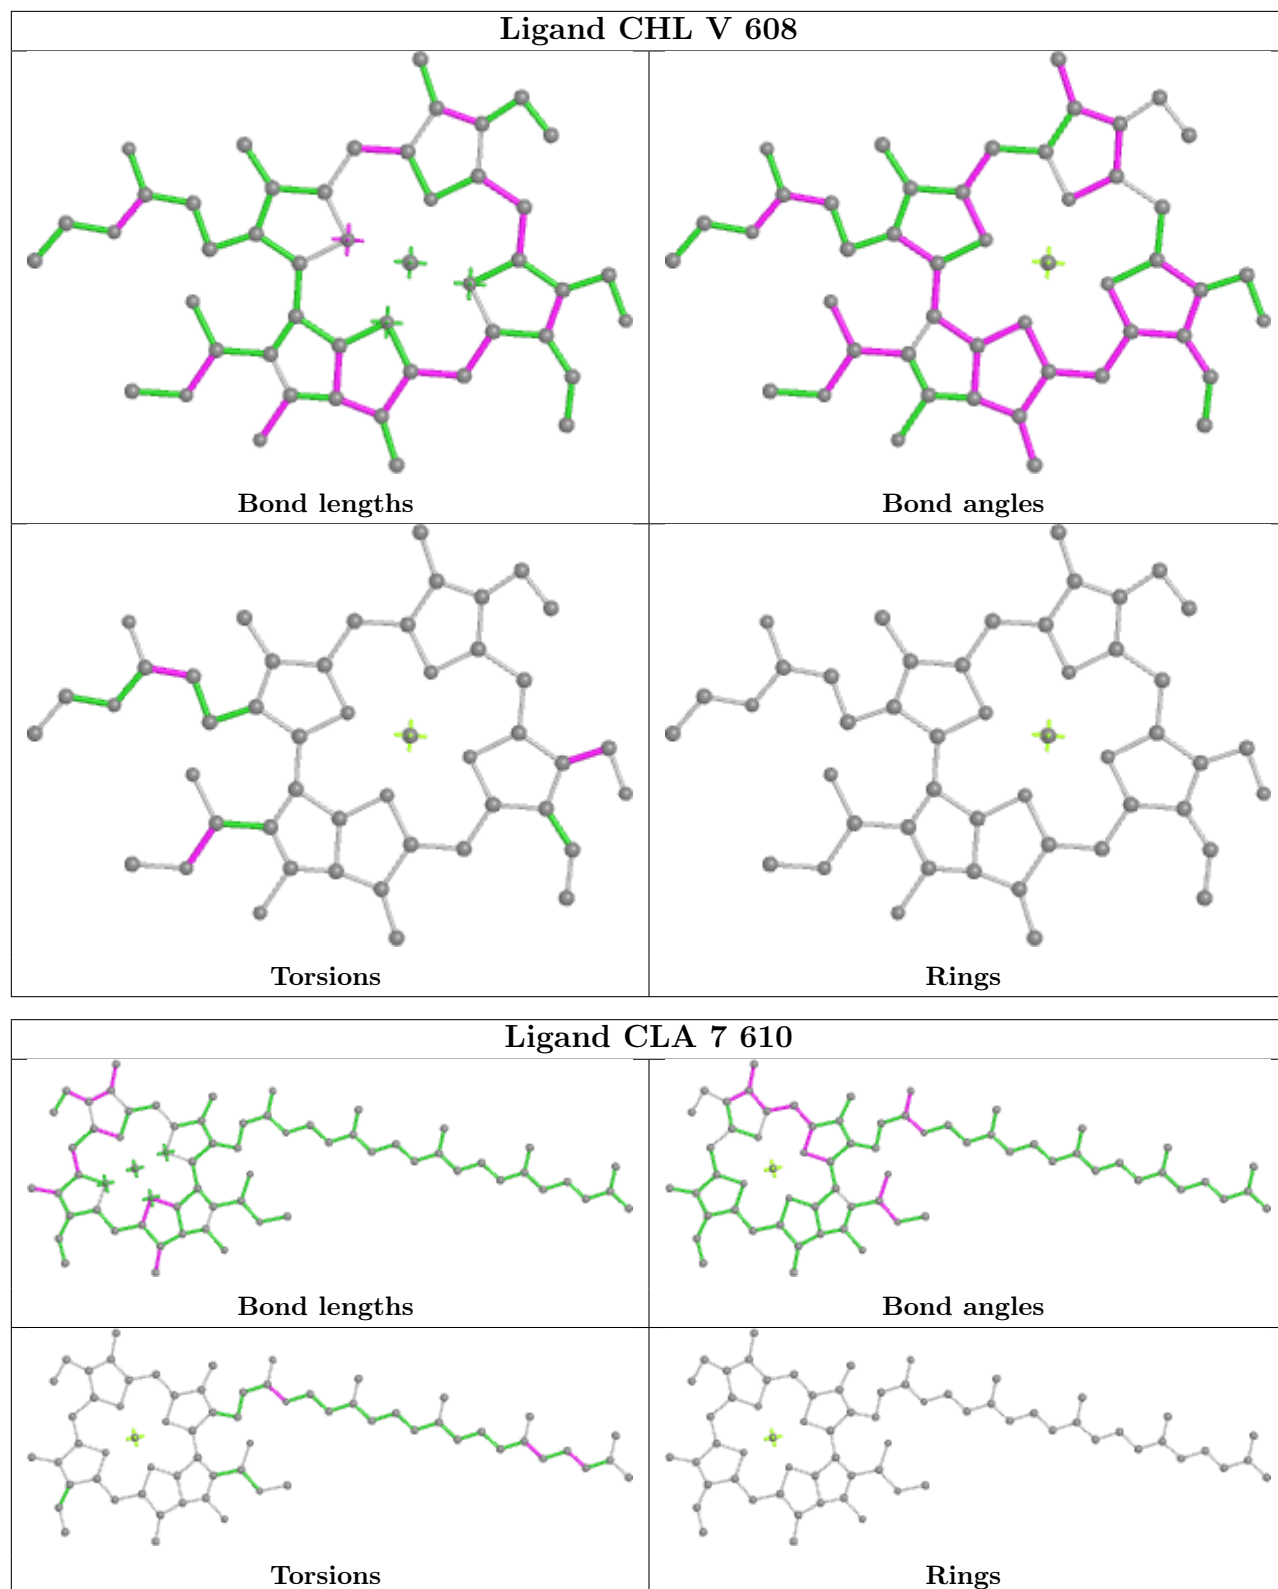 Ligand CHL V 608
Bond lengths
Bond angles
Torsions
Rings
Ligand CLA 7 610
Bond lengths
Bond angles
Torsions
Rings